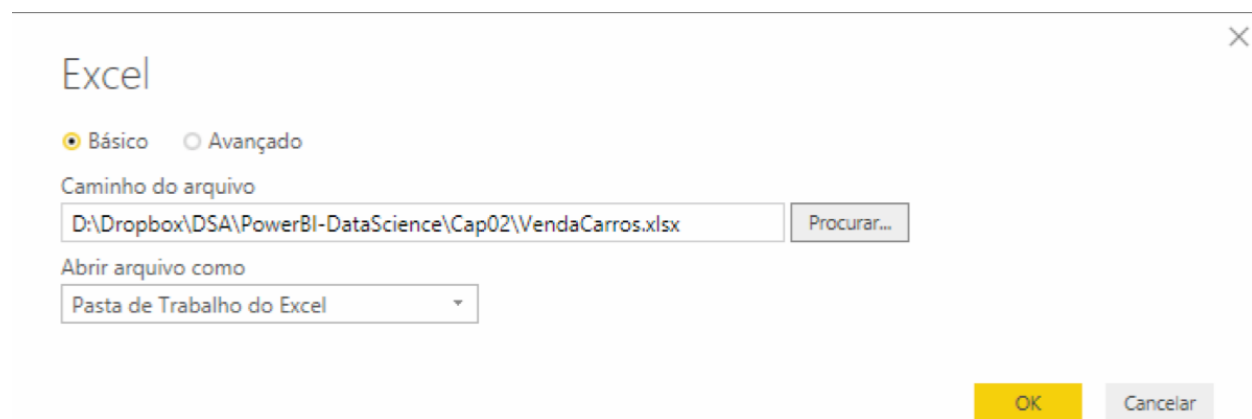 Excel
Básico Avançado
Caminho do arquivo
D:\Dropbox\DSA\PowerBI-DataScience\Cap02\VendaCarros.xlsx Procurar...
Abrir arquivo como
Pasta de Trabalho do Excel
OK Cancelar